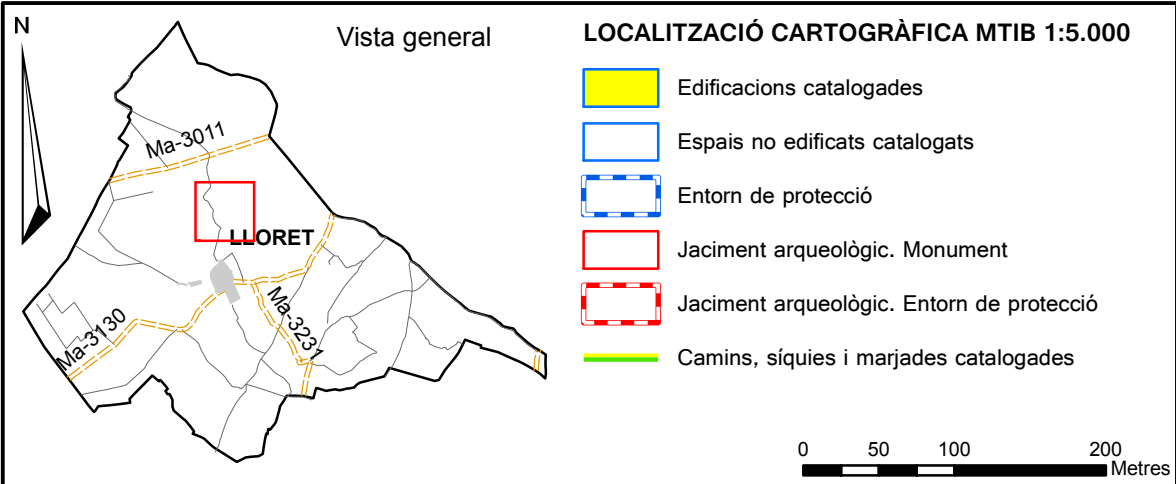 N
Vista general
Ma-3011
LLORET
Ma-3130
Ma-3231
LOCALITZACIÓ CARTOGRÀFICA MTIB 1:5.000
Edificacions catalogades
Espais no edificats catalogats
Entorn de protecció
Jaciment arqueològic. Monument
Jaciment arqueològic. Entorn de protecció
Camins, síquies i marjades catalogades
0 50 100 200
Metres